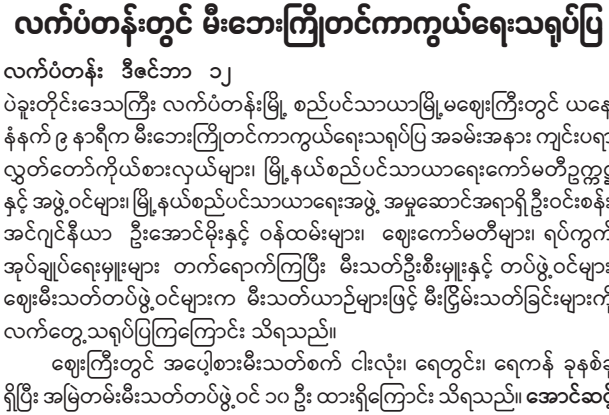 လက်ပံတန်းတွင် မီးဘေးကြိုတင်ကာကွယ်ရေးသရုပ်ပြ
လက်ပံတန်း ဒီဇင်ဘာ ၁၂
ပဲခူးတိုင်းဒေသကြီး လက်ပံတန်းမြို့ စည်ပင်သာယာမြို့မဈေးကြီးတွင် ယနေ့
နံနက် ၉ နာရီက မီးဘေးကြိုတင်ကာကွယ်ရေးသရုပ်ပြ အခမ်းအနား ကျင်းပရာ
လွှတ်တော်ကိုယ်စားလှယ်များ၊ မြို့နယ်စည်ပင်သာယာရေးကော်မတီဥက္ကဋ္ဌ
နှင့် အဖွဲ့ဝင်များ၊ မြို့နယ်စည်ပင်သာယာရေးအဖွဲ့ အမှုဆောင်အရာရှိ ဦးဝင်းစန်း၊
အင်ဂျင်နီယာ ဦးအောင်မိုးနှင့် ဝန်ထမ်းများ၊ ဈေးကော်မတီများ၊ ရပ်ကွက်
အုပ်ချုပ်ရေးမှူးများ တက်ရောက်ကြပြီး မီးသတ်ဦးစီးမှူးနှင့် တပ်ဖွဲ့ဝင်များ
ဈေးမီးသတ်တပ်ဖွဲ့ဝင်များက မီးသတ်ယာဉ်များဖြင့် မီးငြှိမ်းသတ်ခြင်းများကို
လက်တွေ့သရုပ်ပြကြကြောင်း သိရသည်။
ဈေးကြီးတွင် အပေါ့စားမီးသတ်စက် ငါးလုံး၊ ရေတွင်း၊ ရေကန် ခုနစ်ခု
ရှိပြီး အမြဲတမ်းမီးသတ်တပ်ဖွဲ့ဝင် ၁၀ ဦး ထားရှိကြောင်း သိရသည်။ အောင်ဆင့်